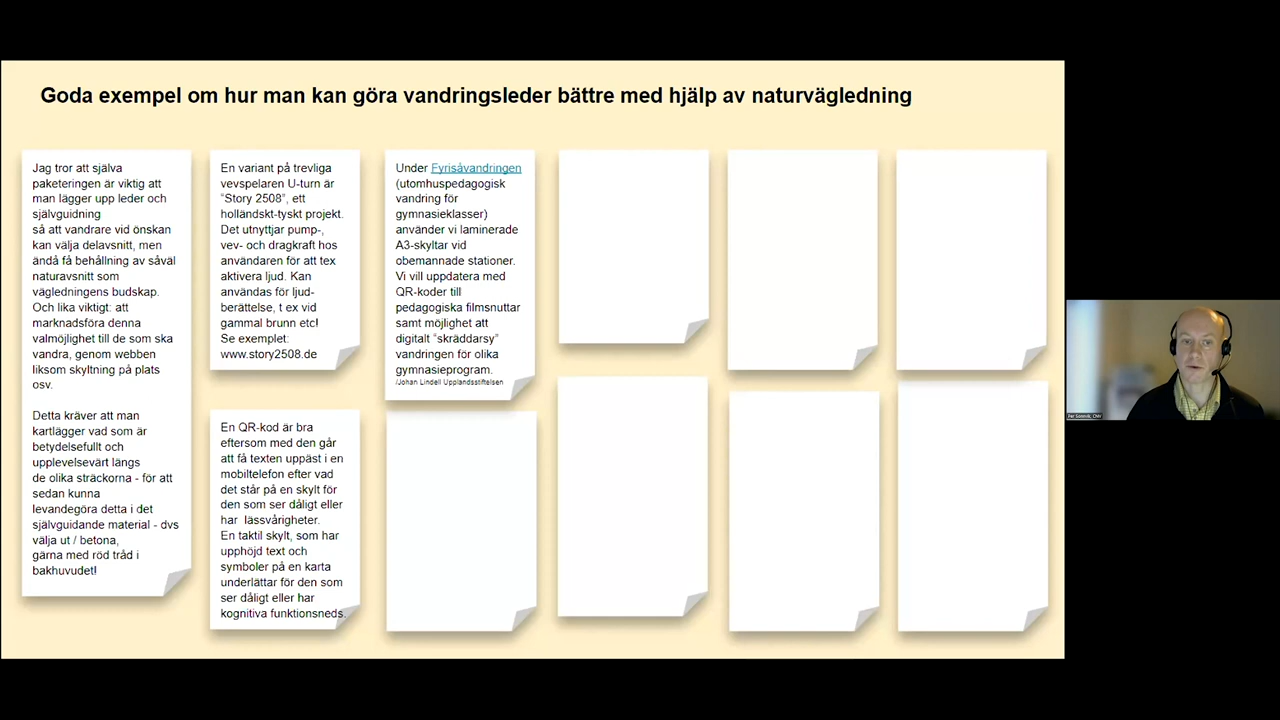 Goda exempel om hur man kan göra vandringsleder bättre med hjälp av naturvägledning
Jag tror att själva
paketeringen är viktig att
man lägger upp leder och
självguidning
så att vandrare vid önskan
kan välja delavsnitt, men
ändå få behållning av såväl
naturavsnitt som
vägledningens budskap.
Och lika viktigt: att
marknadsföra denna
valmöjlighet till de som ska
vandra, genom webben
liksom skyltning på plats
osv.
Detta kräver att man
kartlägger vad som är
betydelsefullt och
upplevelsevärt längs
de olika sträckorna - för att
sedan kunna
levandegöra detta i det
självguidande material - dvs
välja ut / betona,
gärna med röd tråd i
bakhuvudet!
En variant på trevliga
vevspelaren U-turn är
“Story 2508”, ett
holländskt-tyskt projekt.
Det utnyttjar pump-,
vev- och dragkraft hos
användaren för att tex
aktivera ljud. Kan
användas för ljud-
berättelse, t ex vid
gammal brunn etc!
Se exemplet:
www.story2508.de
En QR-kod är bra
eftersom med den går
att få texten uppäst i en
mobiltelefon efter vad
det står på en skylt för
den som ser dåligt eller
har lässvårigheter.
En taktil skylt, som har
upphöjd text och
symboler på en karta
underlättar för den som
ser dåligt eller har
kognitiva funktionsneds.
Under Fyrisåvandringen
(utomhuspedagogisk
vandring för
gymnasieklasser)
använder vi laminerade
A3-skyltar vid
obemannade stationer.
Vi vill uppdatera med
QR-koder till
pedagogiska filmsnuttar
samt möjlighet att
digitalt “skräddarsy”
vandringen för olika
gymnasieprogram.
/Johan Lindell Upplandsstiftelsen
Per Sonnvik, CNV